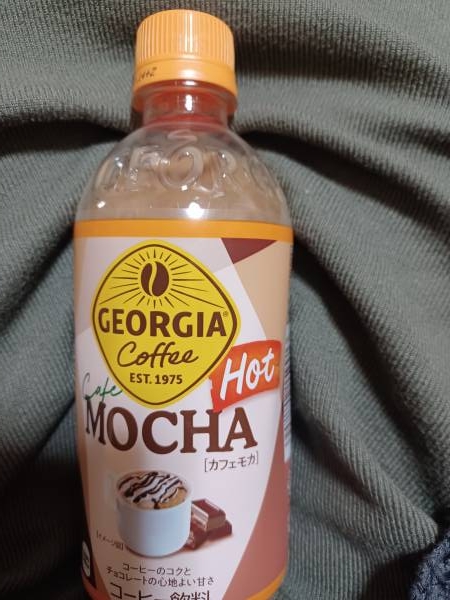 GEORGIA®
Coffee
EST. 1975
Hot
Cafe
MOCHA
[カフェモカ]
コーヒーのコクと
チョコレートの心地よい甘さ
コーヒー飲料